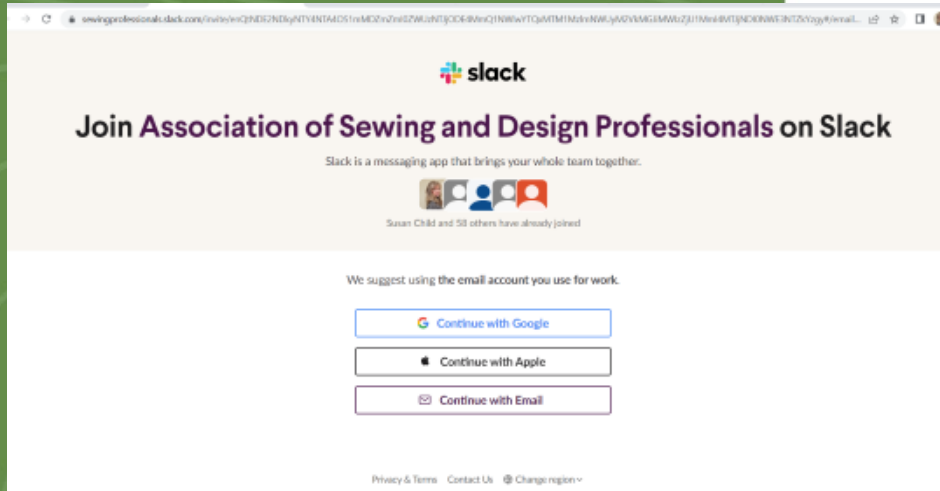 slack
Join Association of Sewing and Design Professionals on Slack
Slack is a messaging app that brings your whole team together.
Susan Child and 58 others have already joined
We suggest using the email account you use for work.
Continue with Google
Continue with Apple
Continue with Email
Privacy & Terms Contact Us Change region